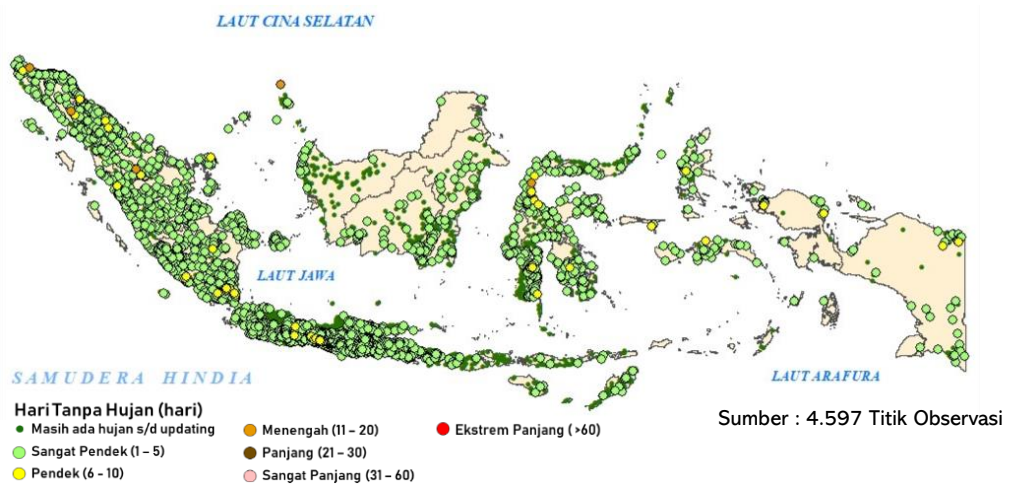 LAUT CINA SELATAN
LAUT JAWA
SAMUDERA HINDIA
LAUT ARAFURA
Hari Tanpa Hujan (hari)
Masih ada hujan s/d updating
Sangat Pendek (1 – 5)
Pendek (6 - 10)
Menengah (11 – 20)
Panjang (21 – 30)
Sangat Panjang (31 – 60)
Ekstrem Panjang (>60)
Sumber : 4.597 Titik Observasi